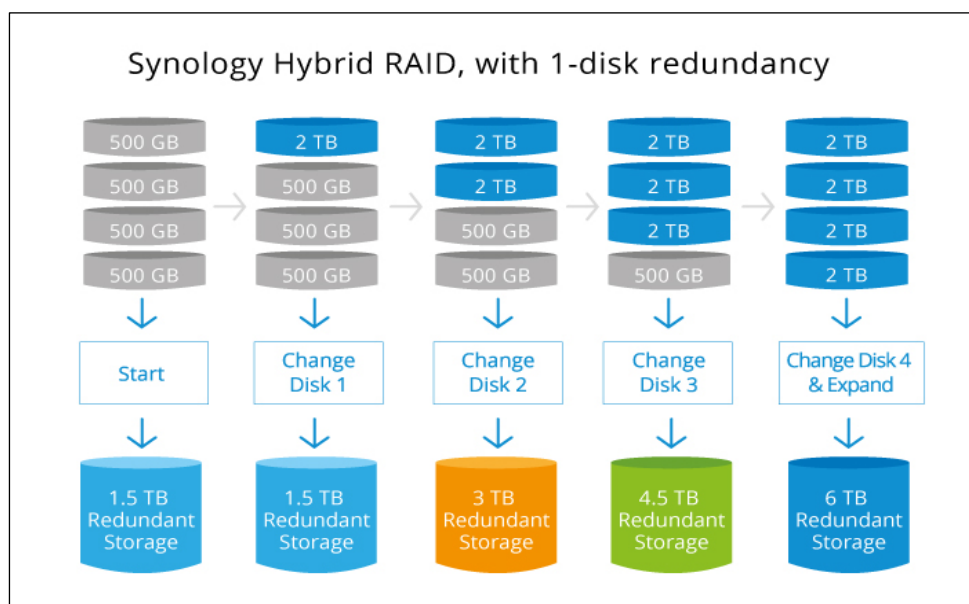 Synology Hybrid RAID, with 1-disk redundancy
500 GB
500 GB
500 GB
500 GB
2 TB
500 GB
500 GB
500 GB
2 TB
2 TB
500 GB
500 GB
2 TB
2 TB
2 TB
500 GB
2 TB
2 TB
2 TB
2 TB
Start
Change
Disk 1
Change
Disk 2
Change
Disk 3
Change Disk 4
& Expand
1.5 TB
Redundant
Storage
1.5 TB
Redundant
Storage
3 TB
Redundant
Storage
4.5 TB
Redundant
Storage
6 TB
Redundant
Storage